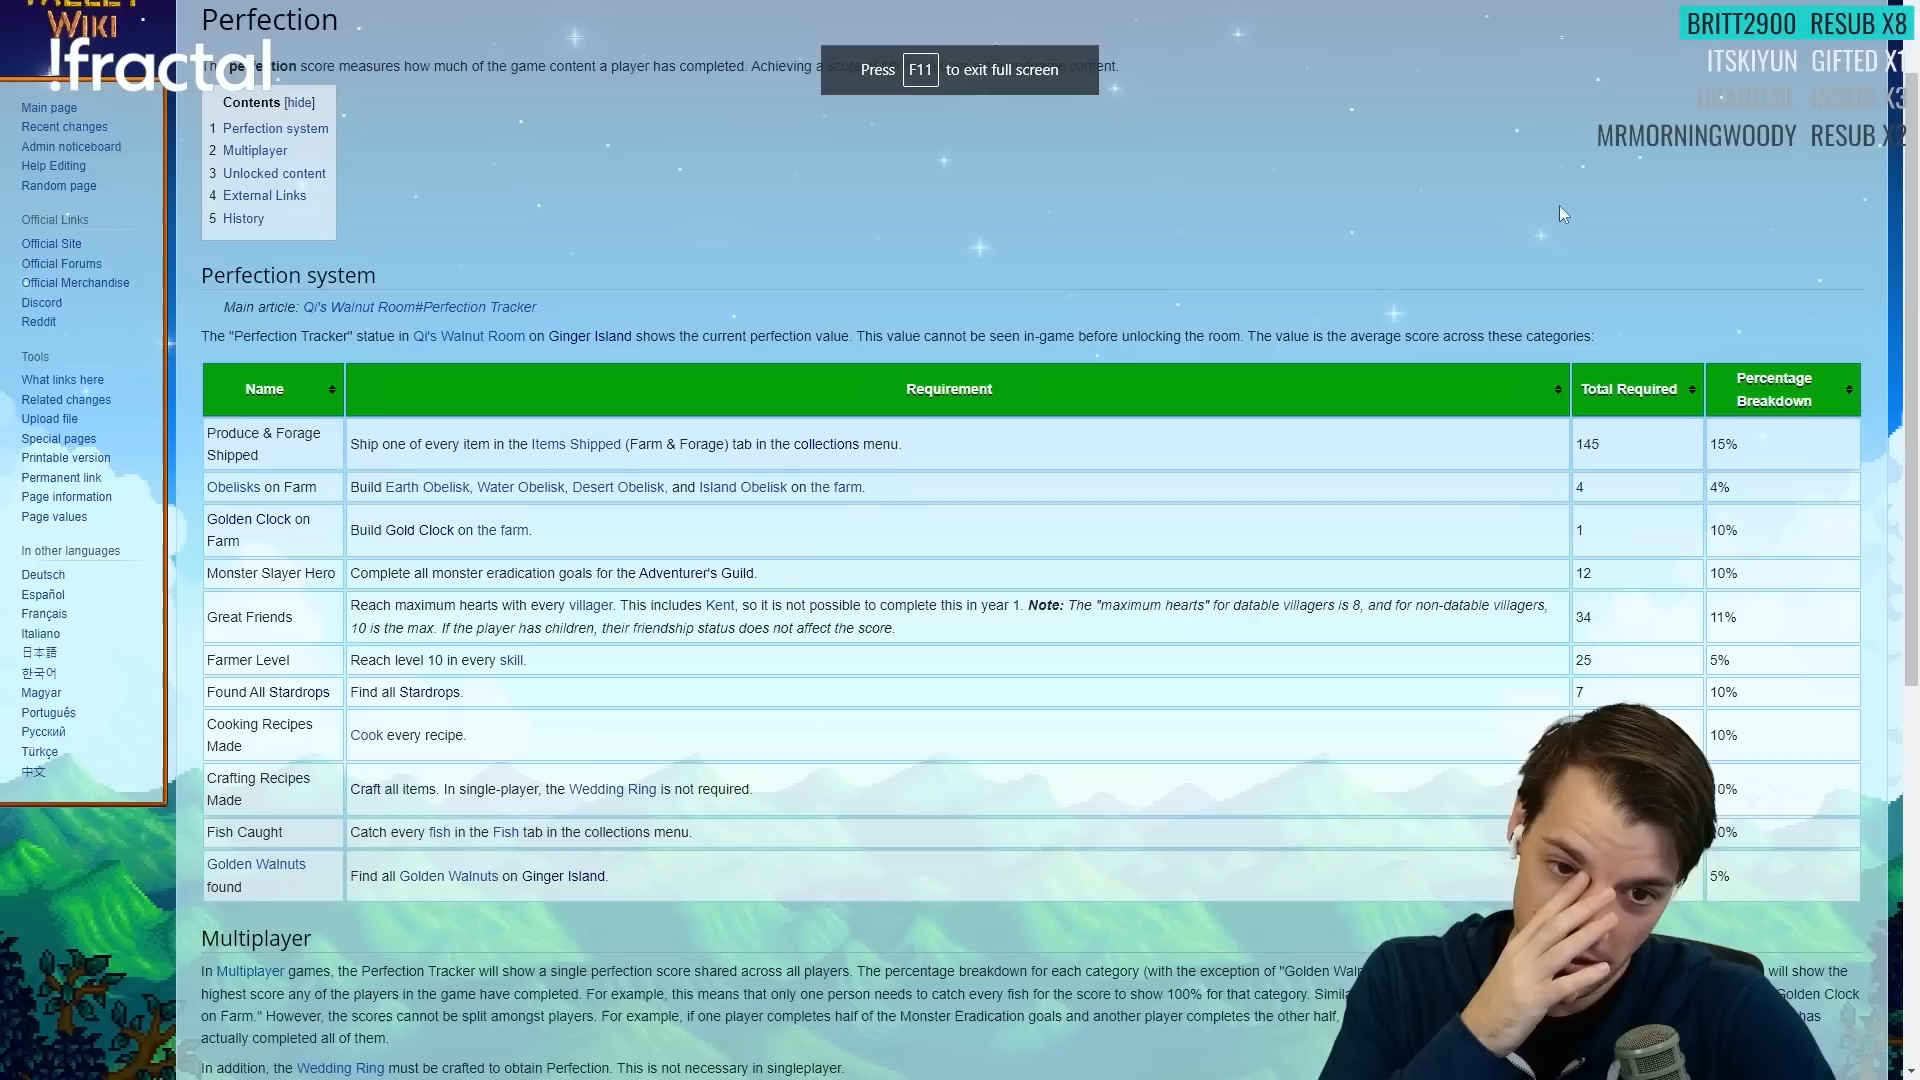 WIKI
!fractal
Perfection
BRITT2900 RESUB X8
ITSKIYUN GIFTED X1
RESUB X3
MRMORNINGWOODY RESUB X2
Press F11 to exit full screen
The perfection score measures how much of the game content a player has completed. Achieving a
Contents [hide]
1 Perfection system
2 Multiplayer
3 Unlocked content
4 External Links
5 History
Main page
Recent changes
Admin noticeboard
Help Editing
Random page
Official Links
Official Site
Official Forums
Official Merchandise
Discord
Reddit
Tools
What links here
Related changes
Upload file
Special pages
Printable version
Permanent link
Page information
Page values
In other languages
Deutsch
Español
Français
Italiano
日本語
한국어
Magyar
Português
Русский
Türkçe
中文
Perfection system
Main article: Qi's Walnut Room#Perfection Tracker
The "Perfection Tracker" statue in Qi's Walnut Room on Ginger Island shows the current perfection value. This value cannot be seen in-game before unlocking the room. The value is the average score across these categories:
Name Requirement Total Required Percentage Breakdown
Produce & Forage Shipped Ship one of every item in the Items Shipped (Farm & Forage) tab in the collections menu. 145 15%
Obelisks on Farm Build Earth Obelisk, Water Obelisk, Desert Obelisk, and Island Obelisk on the farm. 4 4%
Golden Clock on Farm Build Gold Clock on the farm. 1 10%
Monster Slayer Hero Complete all monster eradication goals for the Adventurer's Guild. 12 10%
Great Friends Reach maximum hearts with every villager. This includes Kent, so it is not possible to complete this in year 1. Note: The "maximum hearts" for datable villagers is 8, and for non-datable villagers,
10 is the max. If the player has children, their friendship status does not affect the score. 34 11%
Farmer Level Reach level 10 in every skill. 25 5%
Found All Stardrops Find all Stardrops. 7 10%
Cooking Recipes Made Cook every recipe. 10%
Crafting Recipes Made Craft all items. In single-player, the Wedding Ring is not required. 0%
Fish Caught Catch every fish in the Fish tab in the collections menu. 0%
Golden Walnuts found Find all Golden Walnuts on Ginger Island. 5%
Multiplayer
In Multiplayer games, the Perfection Tracker will show a single perfection score shared across all players. The percentage breakdown for each category (with the exception of "Golden Wal will show the
highest score any of the players in the game have completed. For example, this means that only one person needs to catch every fish for the score to show 100% for that category. Simila Golden Clock
on Farm." However, the scores cannot be split amongst players. For example, if one player completes half of the Monster Eradication goals and another player completes the other half, has
actually completed all of them.
In addition, the Wedding Ring must be crafted to obtain Perfection. This is not necessary in singleplayer.